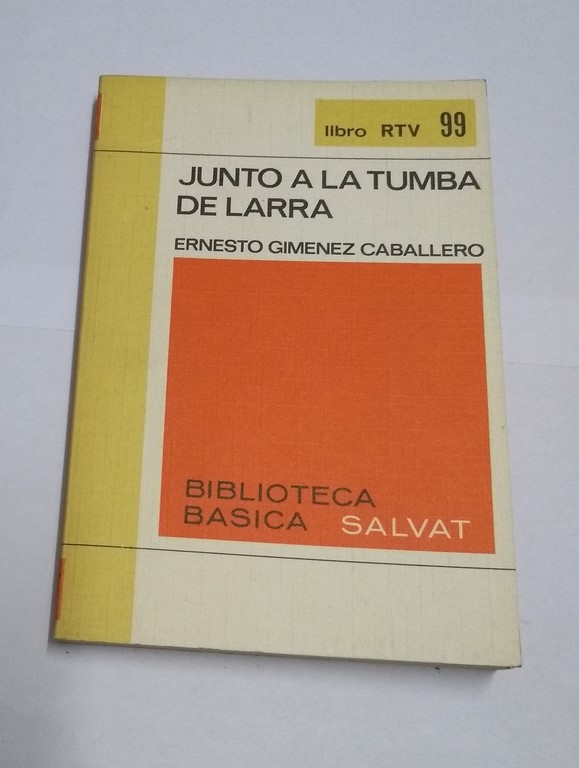 libro RTV 99
JUNTO A LA TUMBA
DE LARRA
ERNESTO GIMENEZ CABALLERO
BIBLIOTECA
BASICA SALVAT